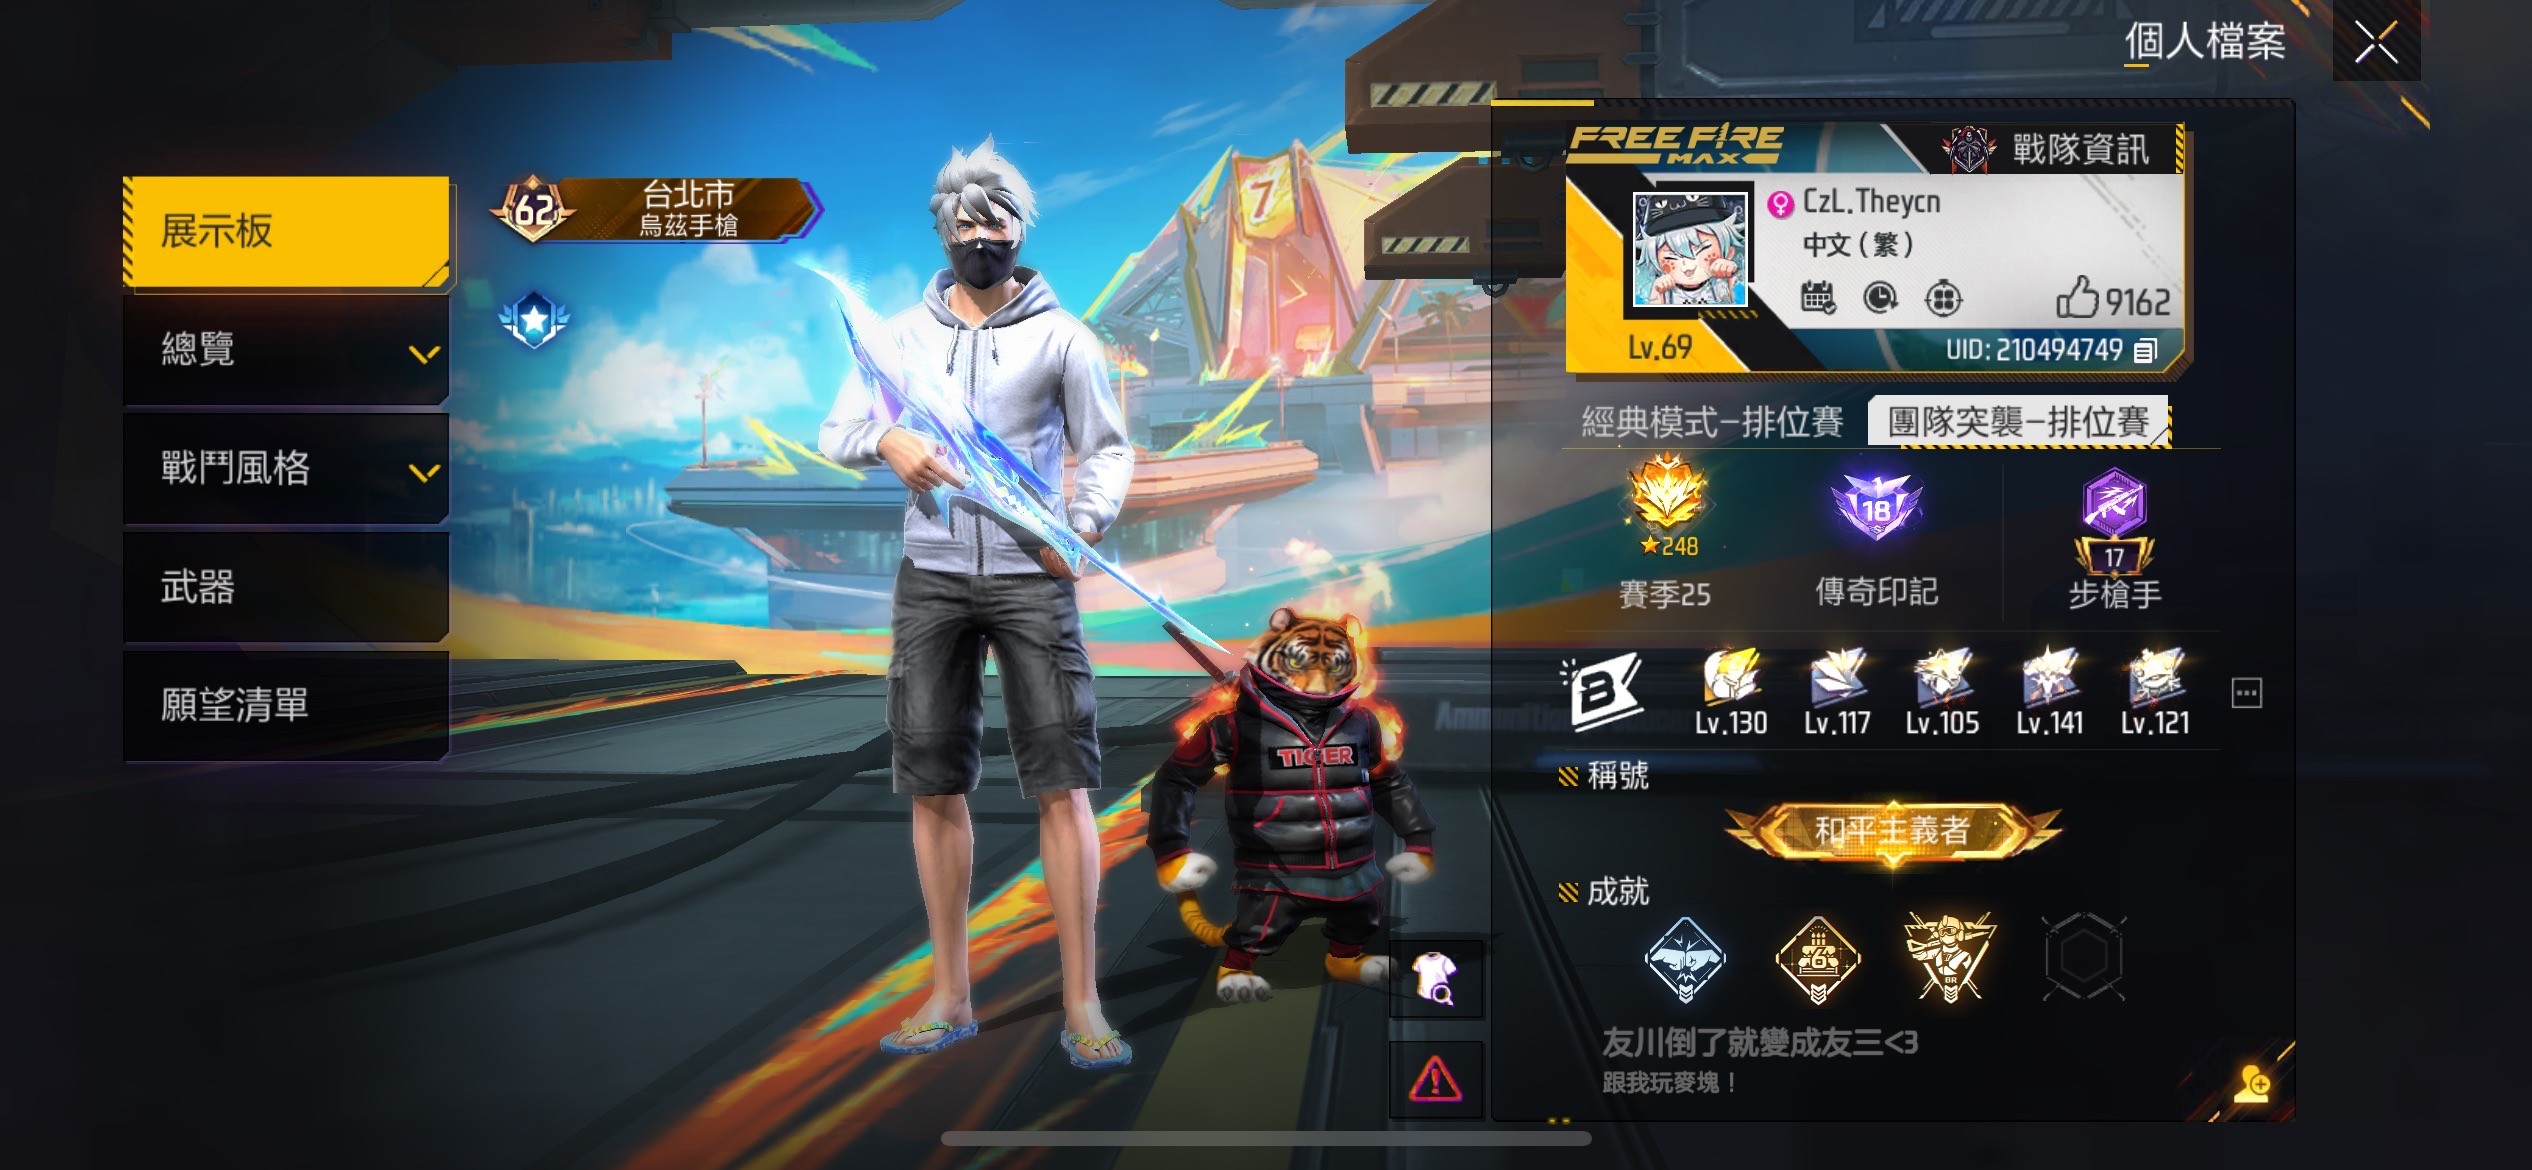 個人檔案
展示板
總覽
戰鬥風格
武器
願望清單
62
台北市
烏茲手槍
7
TIGER
FREE FIRE
MAX
戰隊資訊
CzL.Theycn
中文(繁)
9162
Lv.69
UID:210494749
經典模式-排位賽
團隊突襲-排位賽
248
18
17
賽季25
傳奇印記
步槍手
B
Lv.130
Lv.117
Lv.105
Lv.141
Lv.121
稱號
和平主義者
成就
6
BR
友川倒了就變成友三<3
跟我玩麥塊！